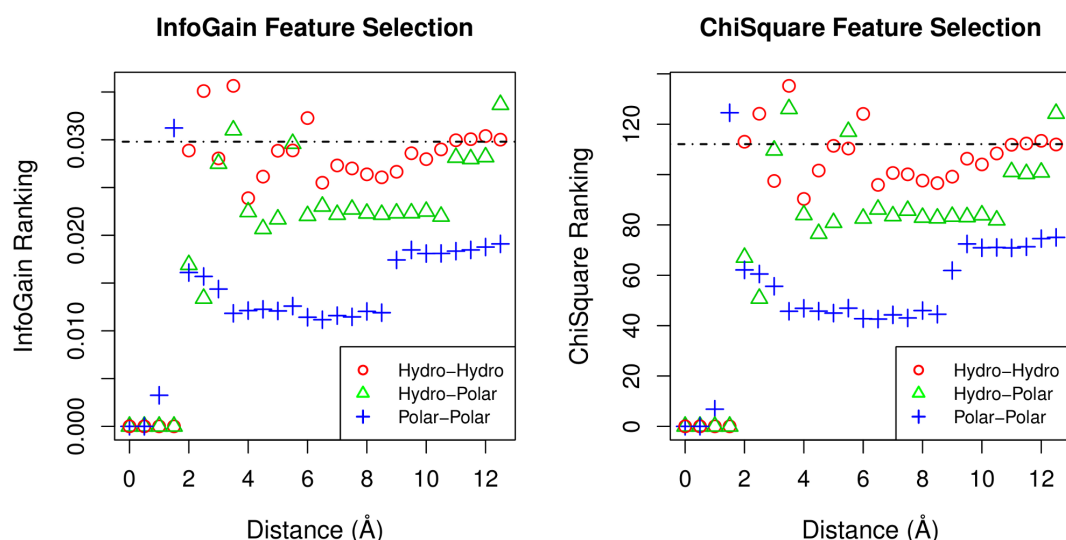 InfoGain Feature Selection
InfoGain Ranking
0.000
0.010
0.020
0.030
0
2
4
6
8
10
12
Distance (Å)
Hydro−Hydro
Hydro−Polar
Polar−Polar
ChiSquare Feature Selection
ChiSquare Ranking
0
20
40
60
80
100
120
0
2
4
6
8
10
12
Distance (Å)
Hydro−Hydro
Hydro−Polar
Polar−Polar